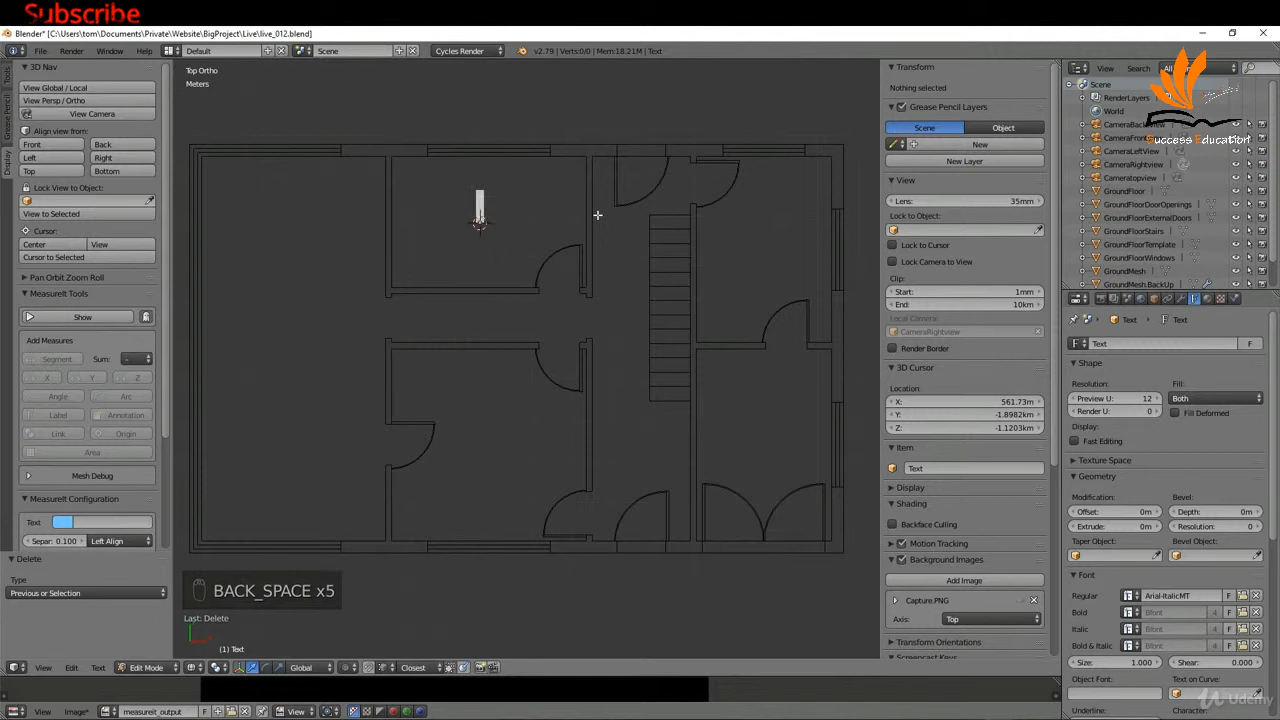 Subscribe
Blender* [C:\Users\tom\Documents\Private\Website\BigProject\Live\live_012.blend]
File Render Window Help Default Scene Cycles Render v2.79 | Verts:0/0 | Mem:18.21M | Text
3D Nav
View Global / Local
View Persp / Ortho
View Camera
Align view from:
Front Back
Left Right
Top Bottom
Lock View to Object:
View to Selected
Cursor:
Center View
Cursor to Selected
Pan Orbit Zoom Roll
MeasureIt Tools
Show
Add Measures
Segment Sum: -
X Y Z
Angle Arc
Label Annotation
Link Origin
Area
Mesh Debug
MeasureIt Configuration
Text
Separ: 0.100 Left Align
Delete
Type
Previous or Selection
Tools
Grease Pencil
Display
Top Ortho
Meters
BACK_SPACE x5
Last: Delete
(1) Text
View Edit Text Edit Mode Global Closest
View Image* measureit_output F View
Transform
Nothing selected
Grease Pencil Layers
Scene Object
New
New Layer
View
Lens: 35mm
Lock to Object:
Lock to Cursor
Lock Camera to View
Clip:
Start: 1mm
End: 10km
Local Camera:
CameraRightview
Render Border
3D Cursor
Location:
X: 561.73m
Y: -1.8982km
Z: -1.1203km
Item
Text
Display
Shading
Backface Culling
Motion Tracking
Background Images
Add Image
Capture.PNG
Axis: Top
Transform Orientations
Screencast Keys
View Search All
Scene
RenderLayers
World
CameraLeftView
CameraRightview
Cameratopview
GroundFloor
GroundFloorDoorOpenings
GroundFloorExternalDoors
GroundFloorStairs
GroundFloorTemplate
GroundFloorWindows
GroundMesh
GroundMesh.BackUp
Success Education
Text Text
Text F
Shape
Resolution: Fill:
Preview U: 12 Both
Render U: 0 Fill Deformed
Display:
Fast Editing
Texture Space
Geometry
Modification: Bevel:
Offset: 0m Depth: 0m
Extrude: 0m Resolution: 0
Taper Object: Bevel Object:
Font
Regular Arial-ItalicMT F
Bold Bfont 4 F
Italic Bfont 4 F
Bold & Italic Bfont 4 F
Size: 1.000 Shear: 0.000
Object Font: Text on Curve:
Underline: Character:
Udemy